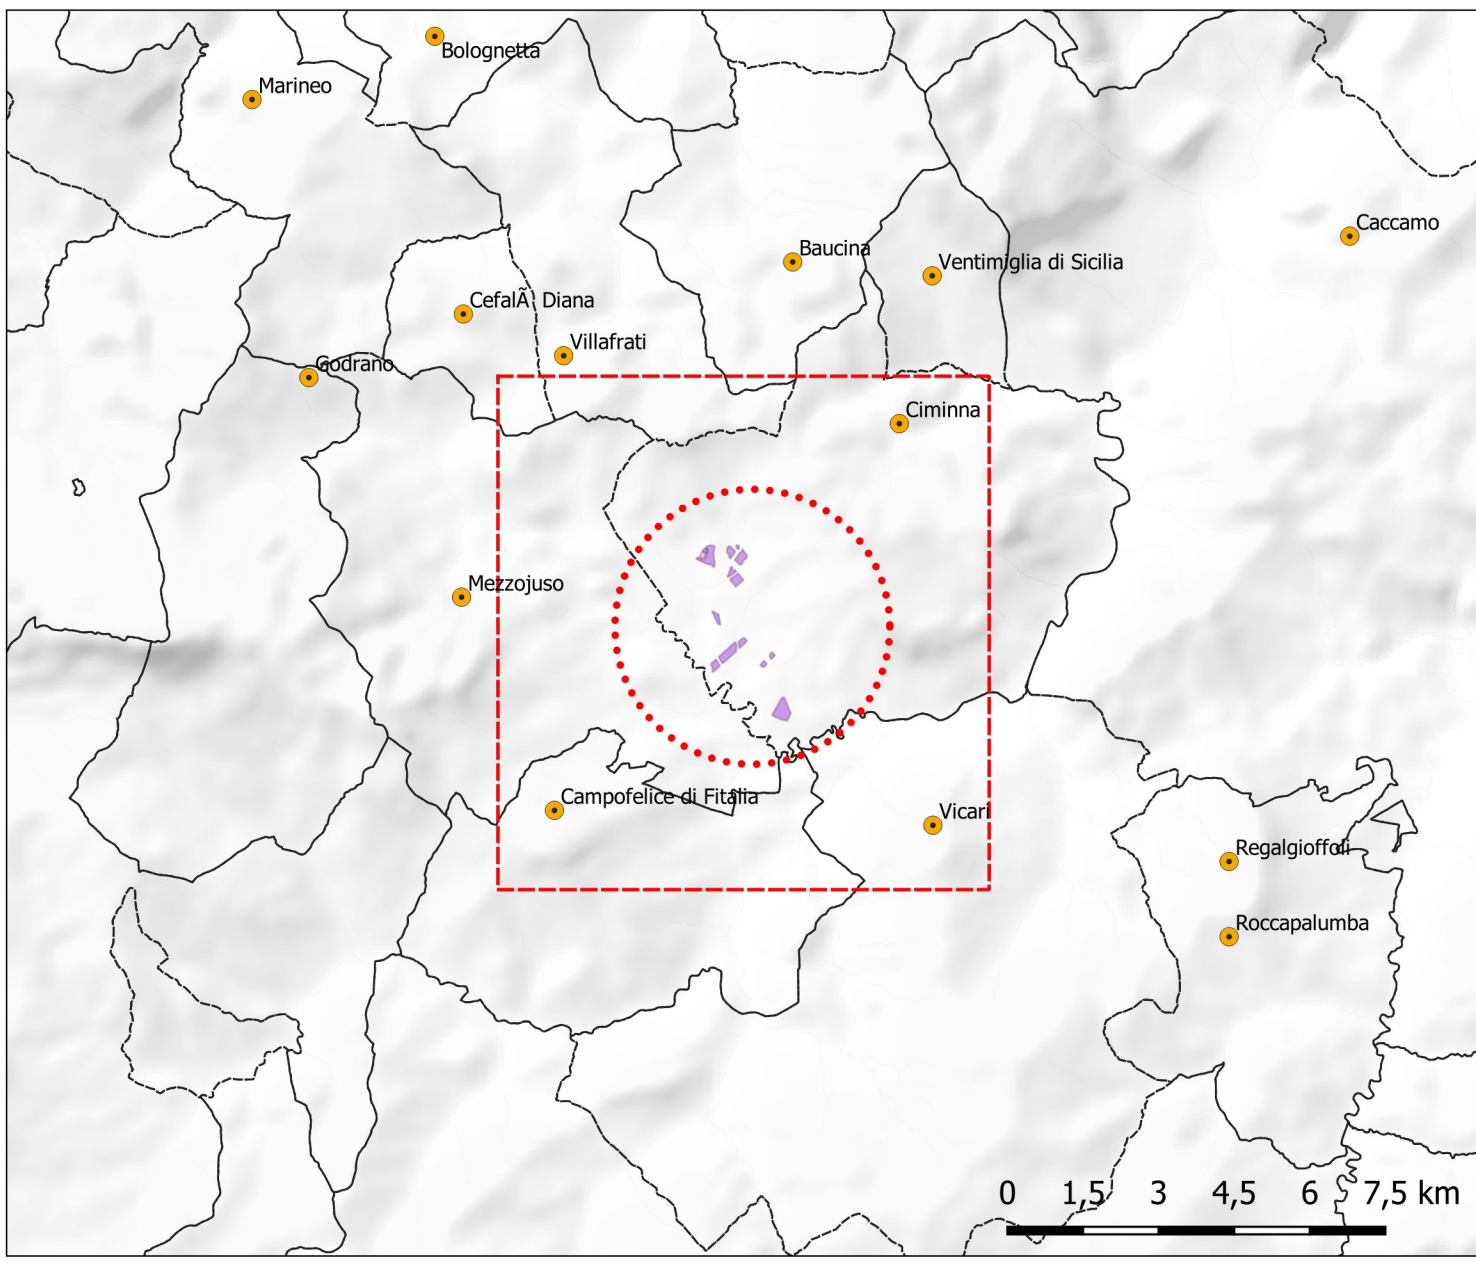 Bolognetta
Marineo
Caccamo
Baucina
Ventimiglia di Sicilia
CefalÃ Diana
Villafrati
Godrano
Ciminna
Mezzojuso
Campofelice di Fitalia
Vicari
Regalgioffoli
Roccapalumba
0 1,5 3 4,5 6 7,5 km